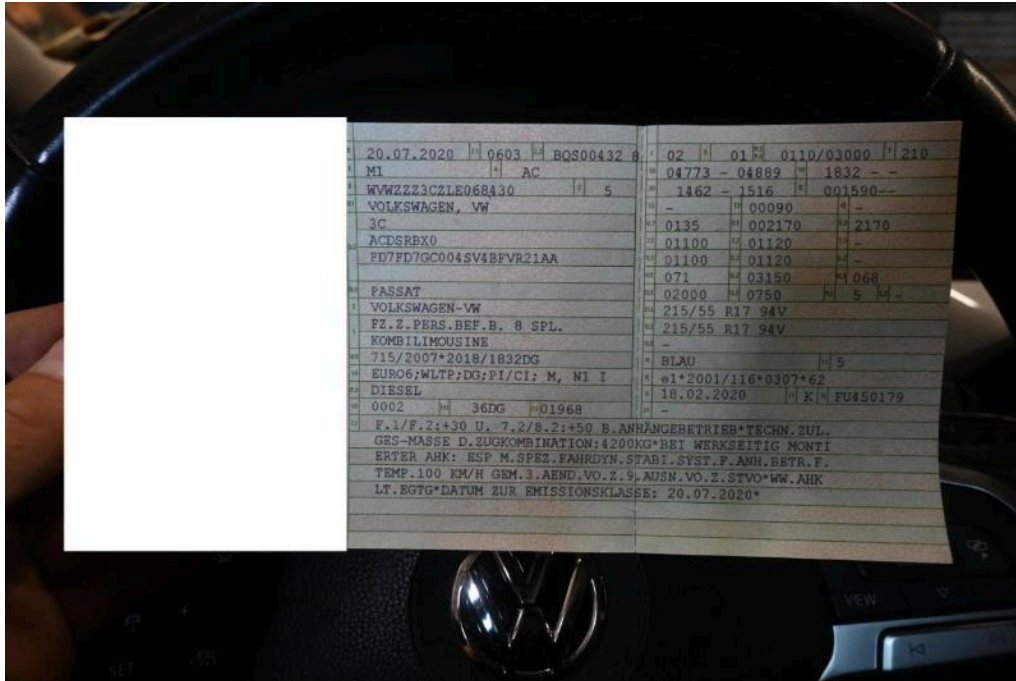 20.07.2020 0603 BQS00432 8
M1 AC
WVWZZZ3CZLE068430 5
VOLKSWAGEN, VW
3C
ACDSRBX0
FD7FD7GC004SV4BFVR21AA
PASSAT
VOLKSWAGEN-VW
FZ.Z.PERS.BEF.B. 8 SPL.
KOMBILIMOUSINE
715/2007*2018/1832DG
EURO6;WLTP;DG;PI/CI; M, N1 I
DIESEL
0002 36DG 01968
02 01 0110/03000 210
04773 - 04889 1832 - -
1462 - 1516 001590--
- 00090 -
0135 002170 2170
01100 01120 -
01100 01120 -
071 03150 068
02000 0750 5 -
215/55 R17 94V
215/55 R17 94V
-
BLAU 5
e1*2001/116*0307*62
18.02.2020 K FU450179
-
F.1/F.2:+30 U. 7.2/8.2:+50 B.ANHÄNGEBETRIEB*TECHN.ZUL.
GES-MASSE D.ZUGKOMBINATION:4200KG*BEI WERKSEITIG MONTI
ERTER AHK: ESP M.SPEZ.FAHRDYN.STABI.SYST.F.ANH.BETR.F.
TEMP.100 KM/H GEM.3.AEND.VO.Z.9.AUSN.VO.Z.STVO*WW.AHK
LT.EGTG*DATUM ZUR EMISSIONSKLASSE: 20.07.2020*
VIEW